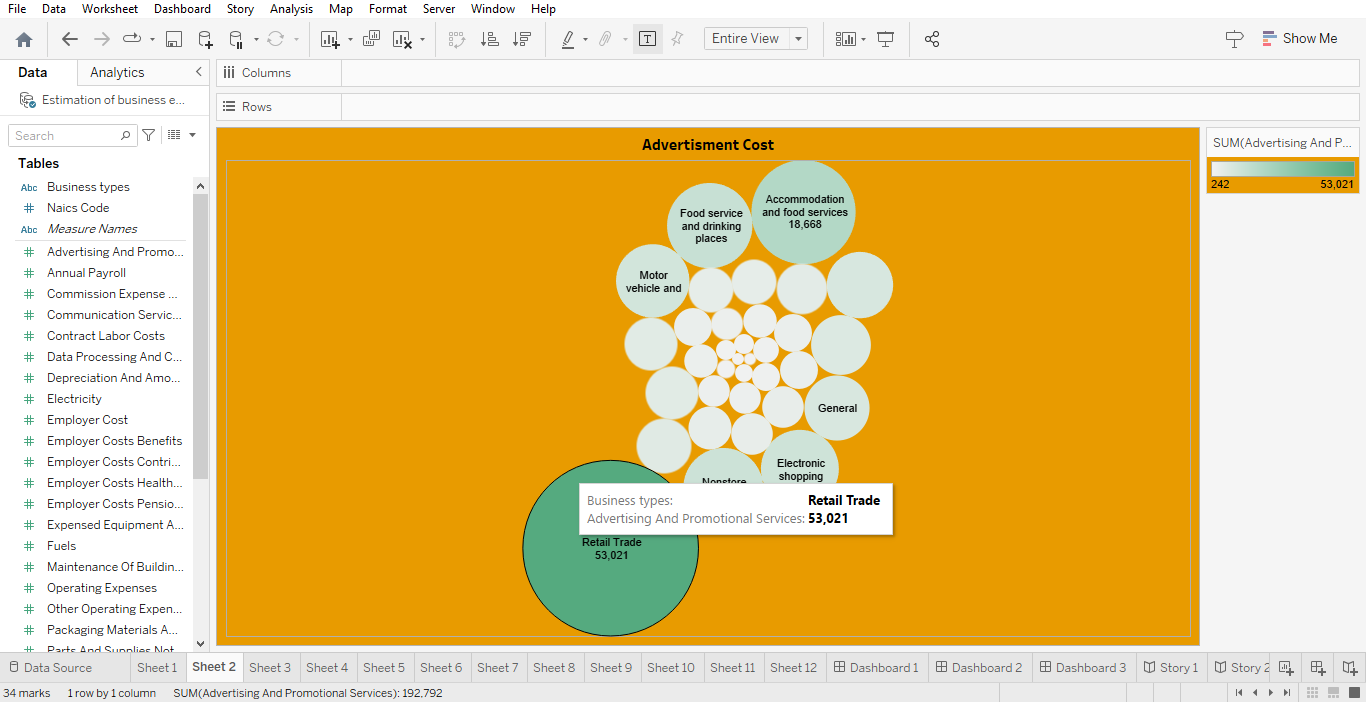 File Data Worksheet Dashboard Story Analysis Map Format Server Window Help
T Entire View Show Me
Data Analytics
Columns
Estimation of business e...
Rows
Search
Tables
Abc Business types
# Naics Code
Abc Measure Names
# Advertising And Promo...
# Annual Payroll
# Commission Expense ...
# Communication Servic...
# Contract Labor Costs
# Data Processing And C...
# Depreciation And Amo...
# Electricity
# Employer Cost
# Employer Costs Benefits
# Employer Costs Contri...
# Employer Costs Health...
# Employer Costs Pensio...
# Expensed Equipment A...
# Fuels
# Maintenance Of Buildin...
# Operating Expenses
# Other Operating Expen...
# Packaging Materials A...
# Parts And Supplies Not
Advertisment Cost
Accommodation
and food services
18,668
Food service
and drinking
places
Motor
vehicle and
General
Electronic
shopping
Nonstore
Business types: Retail Trade
Advertising And Promotional Services: 53,021
Retail Trade
53,021
SUM(Advertising And P...
242 53,021
Data Source Sheet 1 Sheet 2 Sheet 3 Sheet 4 Sheet 5 Sheet 6 Sheet 7 Sheet 8 Sheet 9 Sheet 10 Sheet 11 Sheet 12 Dashboard 1 Dashboard 2 Dashboard 3 Story 1 Story 2
34 marks 1 row by 1 column SUM(Advertising And Promotional Services): 192,792